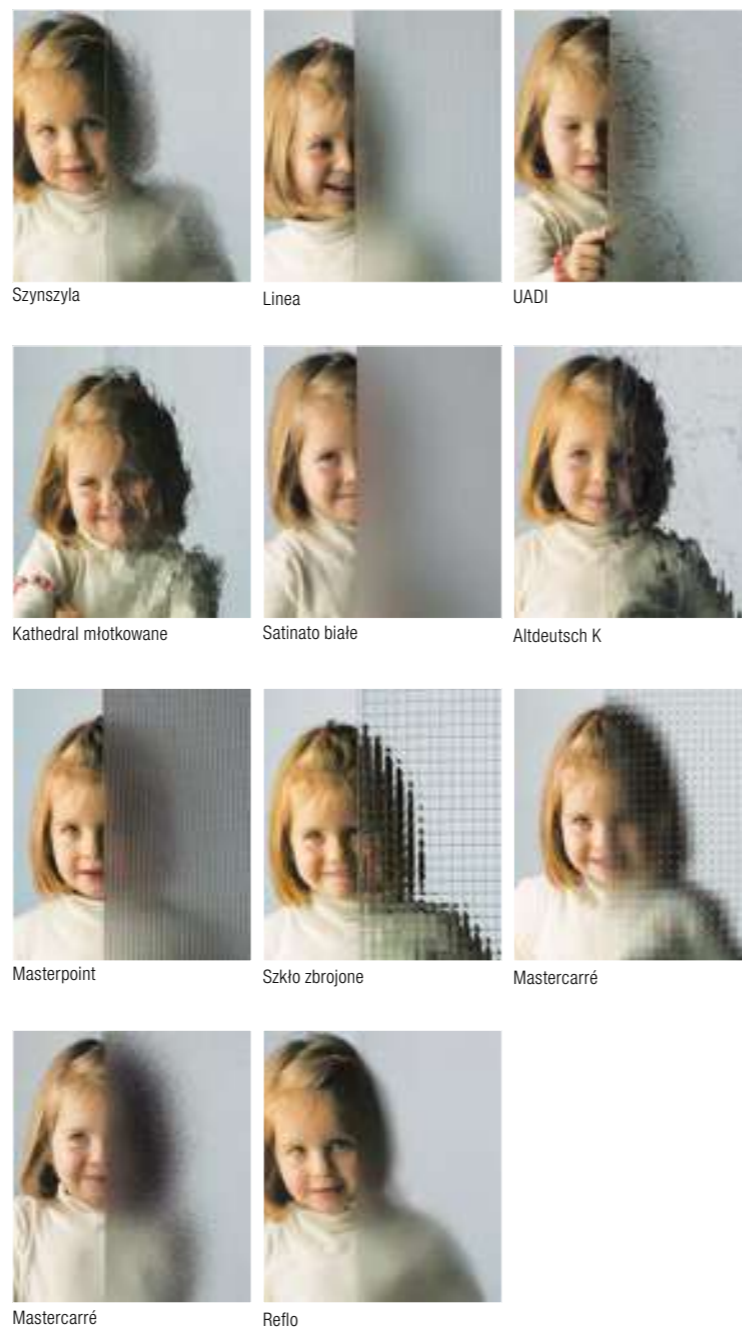 Szynszyla
Linea
UADI
Kathedral młotkowane
Satinato białe
Altdeutsch K
Masterpoint
Szkło zbrojone
Mastercarré
Mastercarré
Reflo